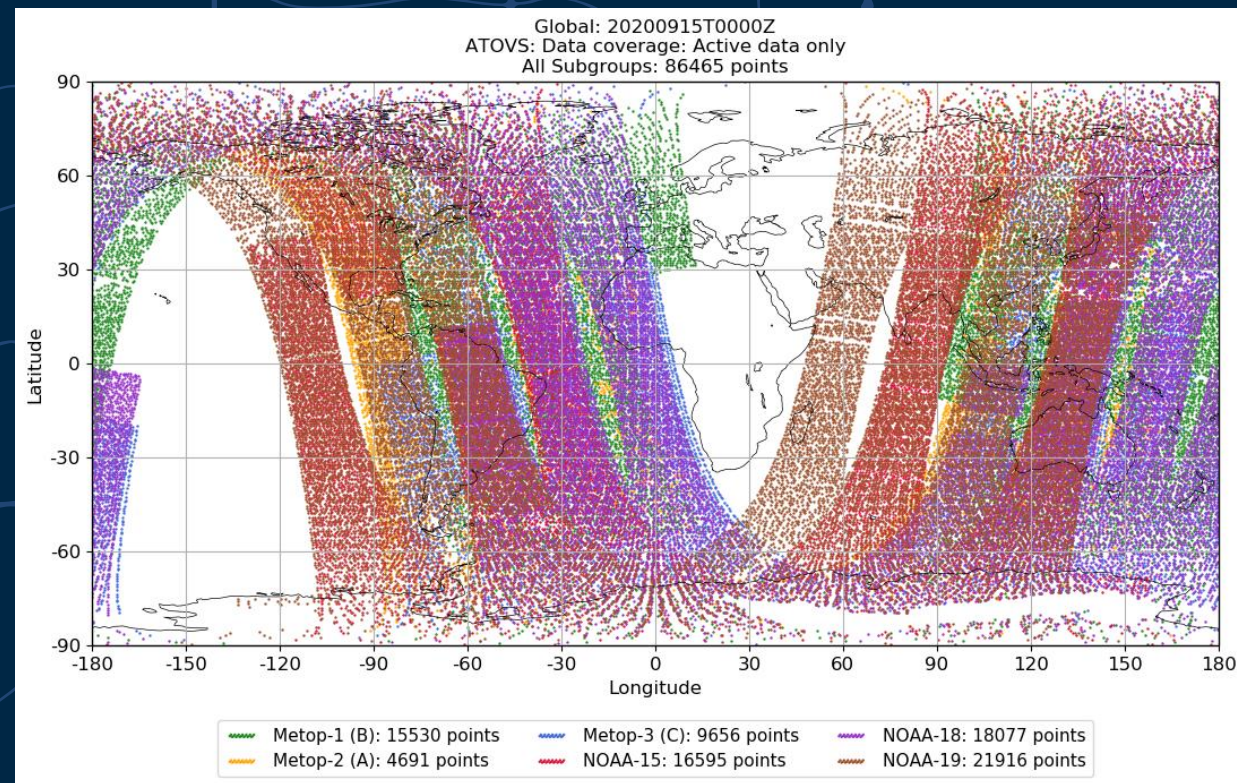 Global: 20200915T0000Z
ATOVS: Data coverage: Active data only
All Subgroups: 86465 points
90
60
30
0
-30
-60
-90
Latitude
-180 -150 -120 -90 -60 -30 0 30 60 90 120 150 180
Longitude
Metop-1 (B): 15530 points Metop-3 (C): 9656 points NOAA-18: 18077 points
Metop-2 (A): 4691 points NOAA-15: 16595 points NOAA-19: 21916 points